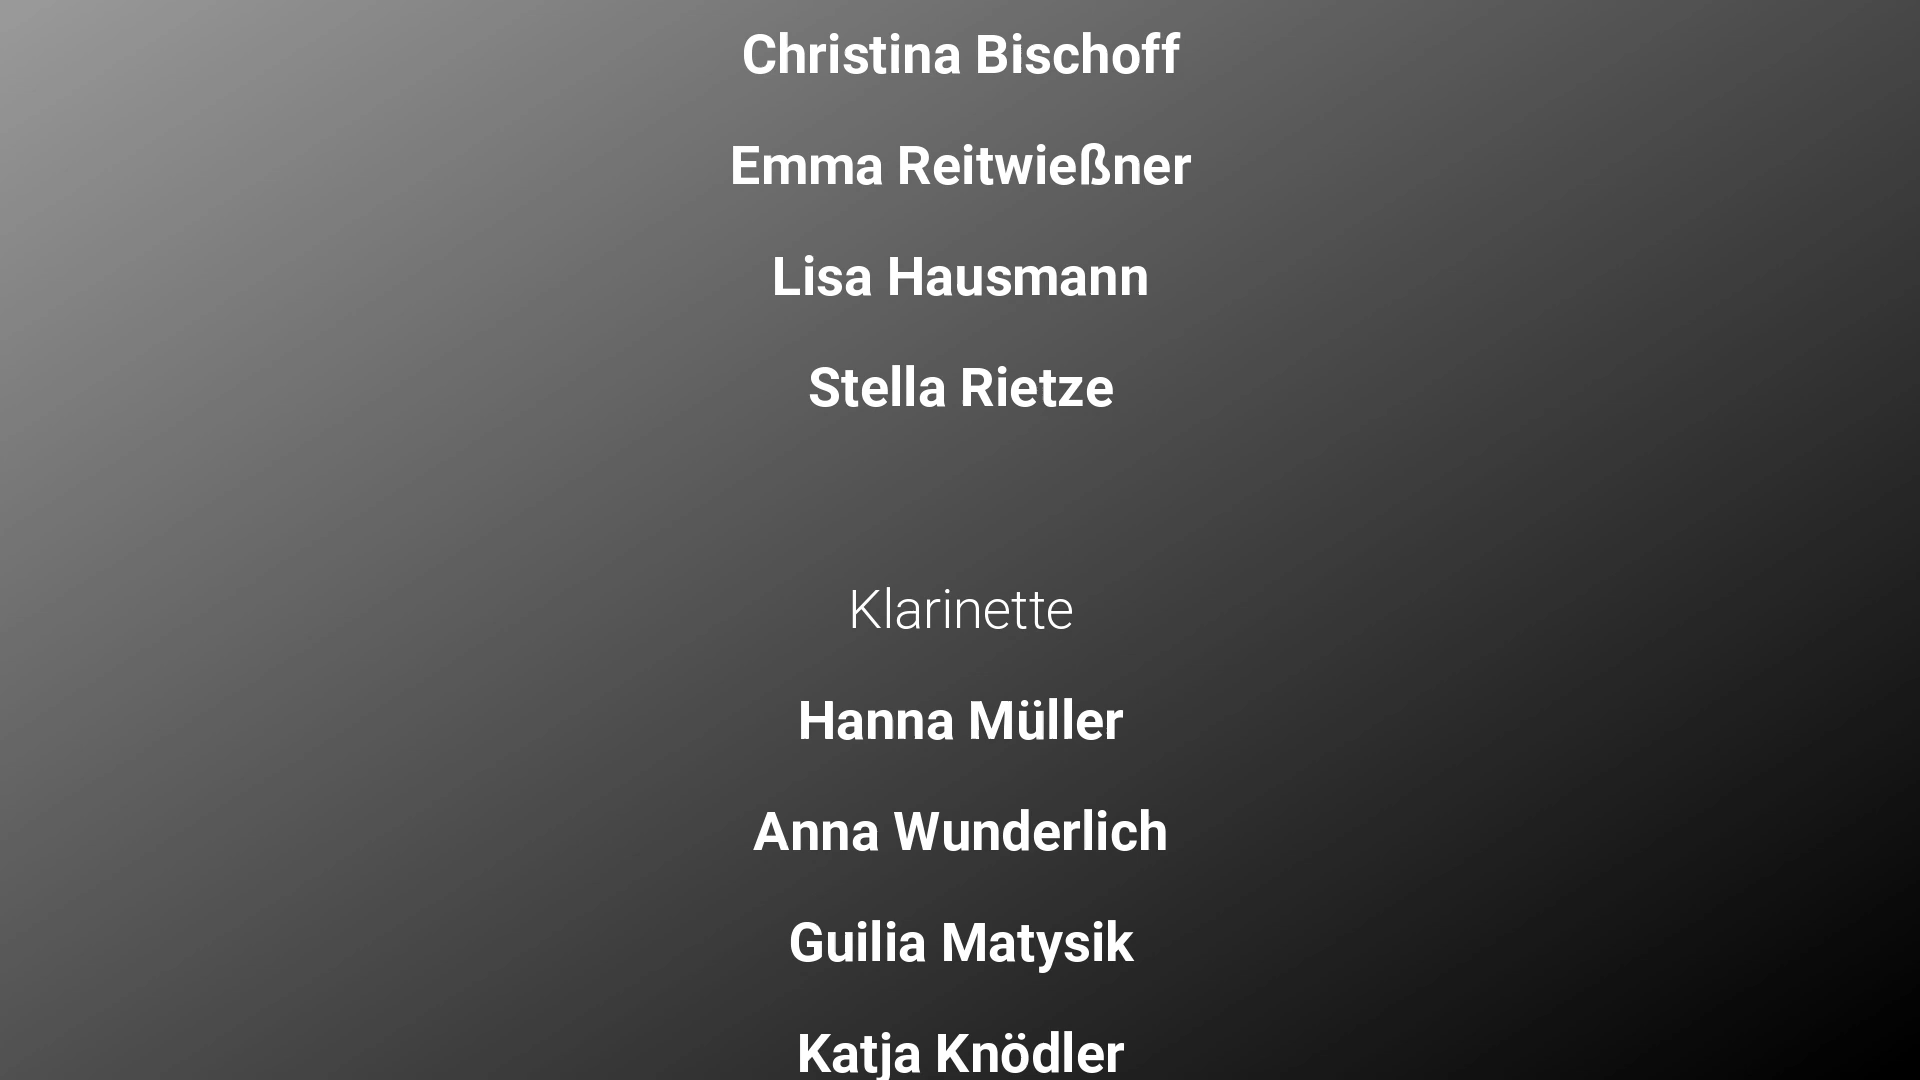 Christina Bischoff
Emma Reitwießner
Lisa Hausmann
Stella Rietze
Klarinette
Hanna Müller
Anna Wunderlich
Guilia Matysik
Katja Knödler